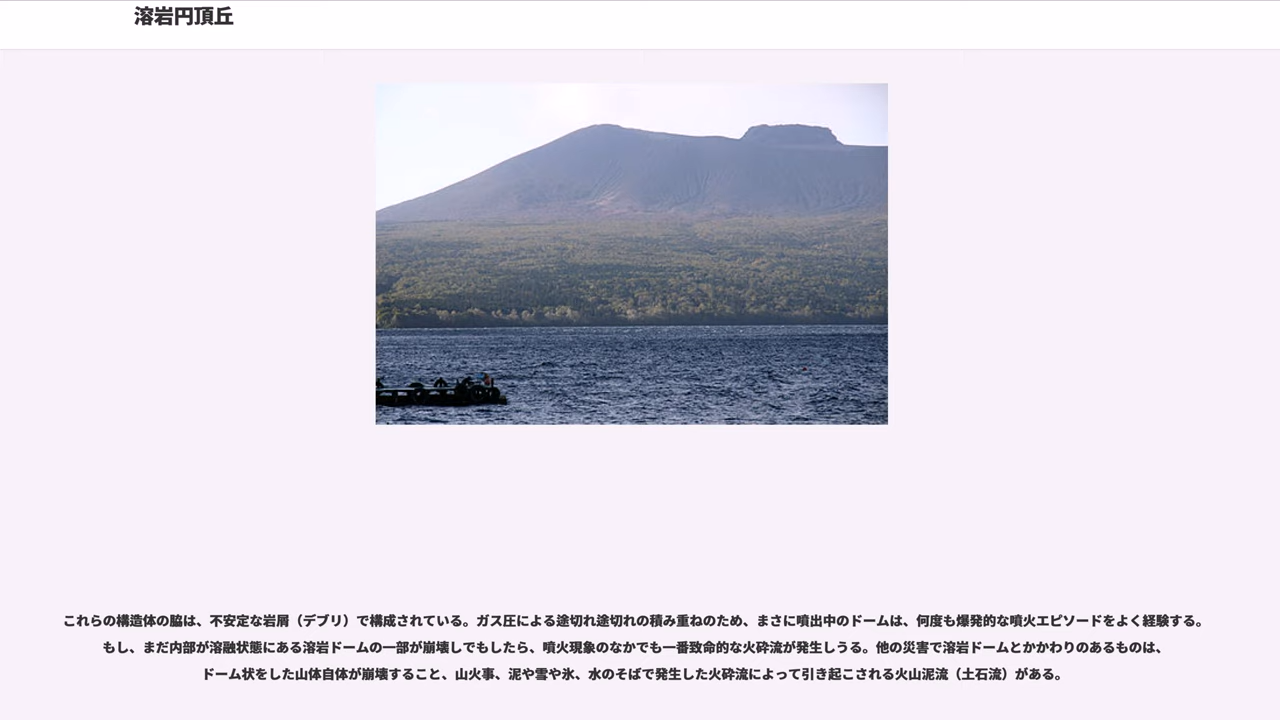 溶岩円頂丘
これらの構造体の脇は、不安定な岩屑（デブリ）で構成されている。ガス圧による途切れ途切れの積み重ねのため、まさに噴出中のドームは、何度も爆発的な噴火エピソードをよく経験する。
もし、まだ内部が溶融状態にある溶岩ドームの一部が崩壊しでもしたら、噴火現象のなかでも一番致命的な火砕流が発生しうる。他の災害で溶岩ドームとかかわりのあるものは、
ドーム状をした山体自体が崩壊すること、山火事、泥や雪や氷、水のそばで発生した火砕流によって引き起こされる火山泥流（土石流）がある。